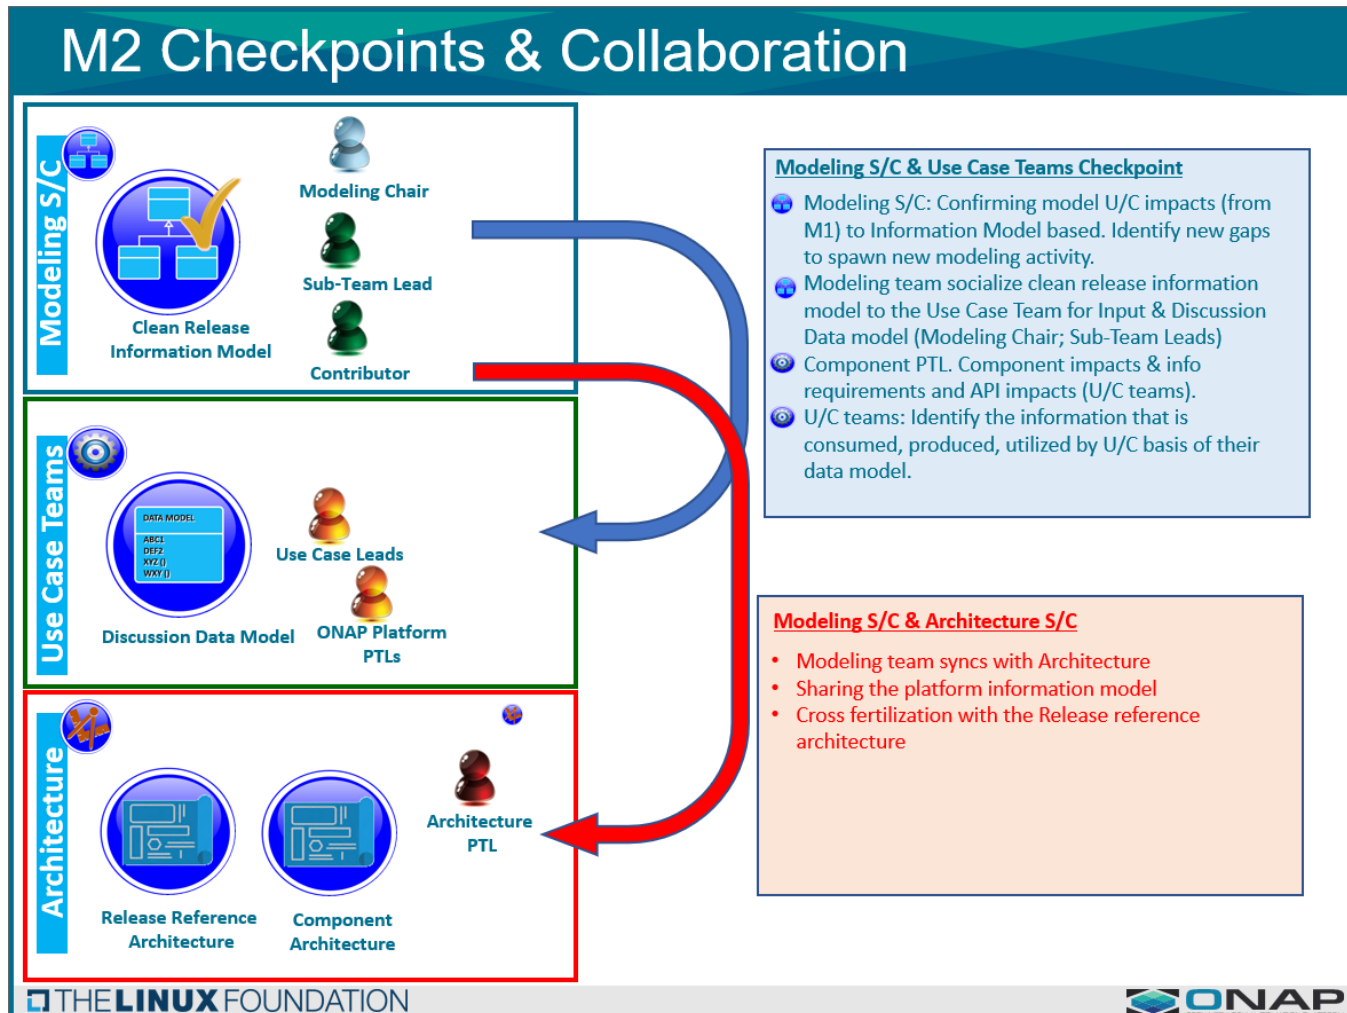 M2 Checkpoints & Collaboration
Modeling S/C
Modeling Chair
Sub-Team Lead
Contributor
Clean Release
Information Model
Use Case Teams
DATA MODEL
ABC1
DEF2
XYZ ()
WXY ()
Discussion Data Model
Use Case Leads
ONAP Platform
PTLs
Architecture
Release Reference
Architecture
Component
Architecture
Architecture
PTL
Modeling S/C & Use Case Teams Checkpoint
Modeling S/C: Confirming model U/C impacts (from
M1) to Information Model based. Identify new gaps
to spawn new modeling activity.
Modeling team socialize clean release information
model to the Use Case Team for Input & Discussion
Data model (Modeling Chair; Sub-Team Leads)
Component PTL. Component impacts & info
requirements and API impacts (U/C teams).
U/C teams: Identify the information that is
consumed, produced, utilized by U/C basis of their
data model.
Modeling S/C & Architecture S/C
• Modeling team syncs with Architecture
• Sharing the platform information model
• Cross fertilization with the Release reference
architecture
THE LINUX FOUNDATION
ONAP